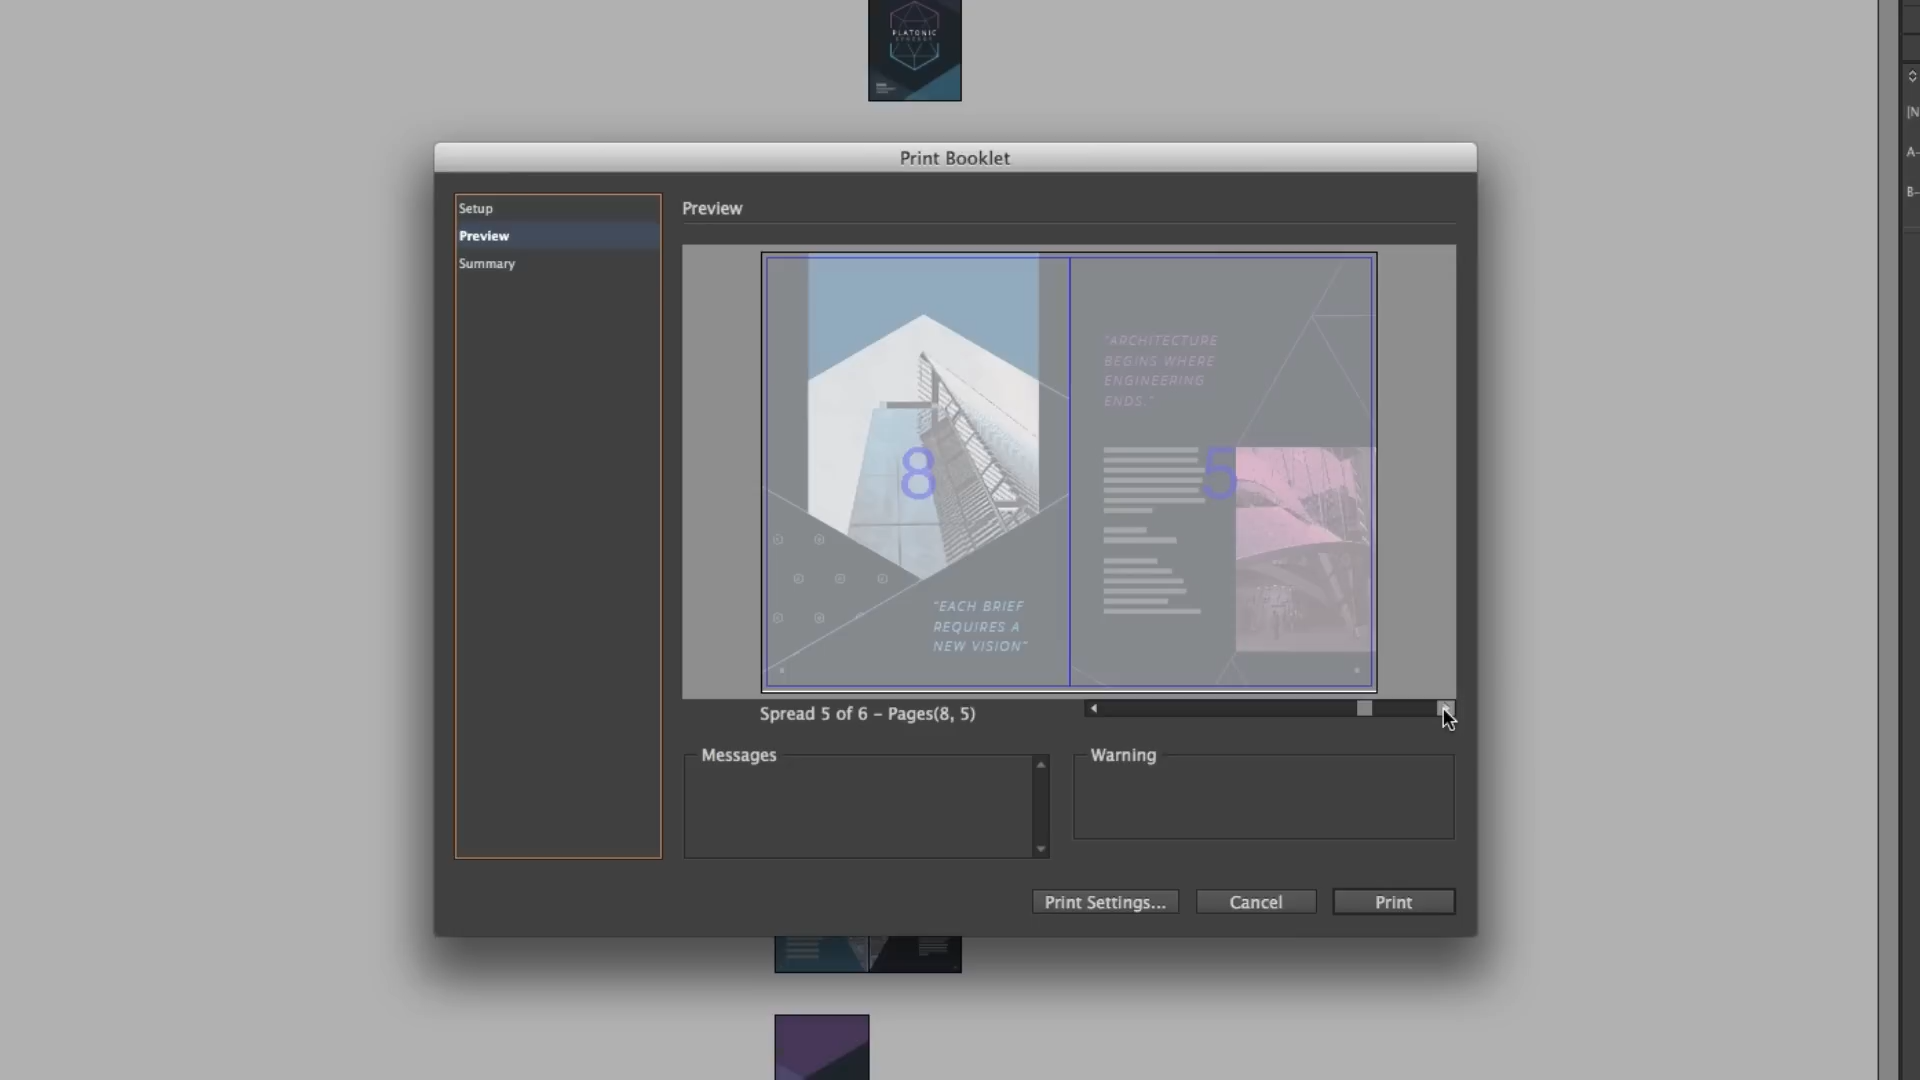 PLATONIC
SYNERGY
Print Booklet
Setup
Preview
Summary
Preview
8
5
"ARCHITECTURE
BEGINS WHERE
ENGINEERING
ENDS."
"EACH BRIEF
REQUIRES A
NEW VISION"
Spread 5 of 6 – Pages(8, 5)
Messages
Warning
Print Settings...
Cancel
Print
[N
A-
B-